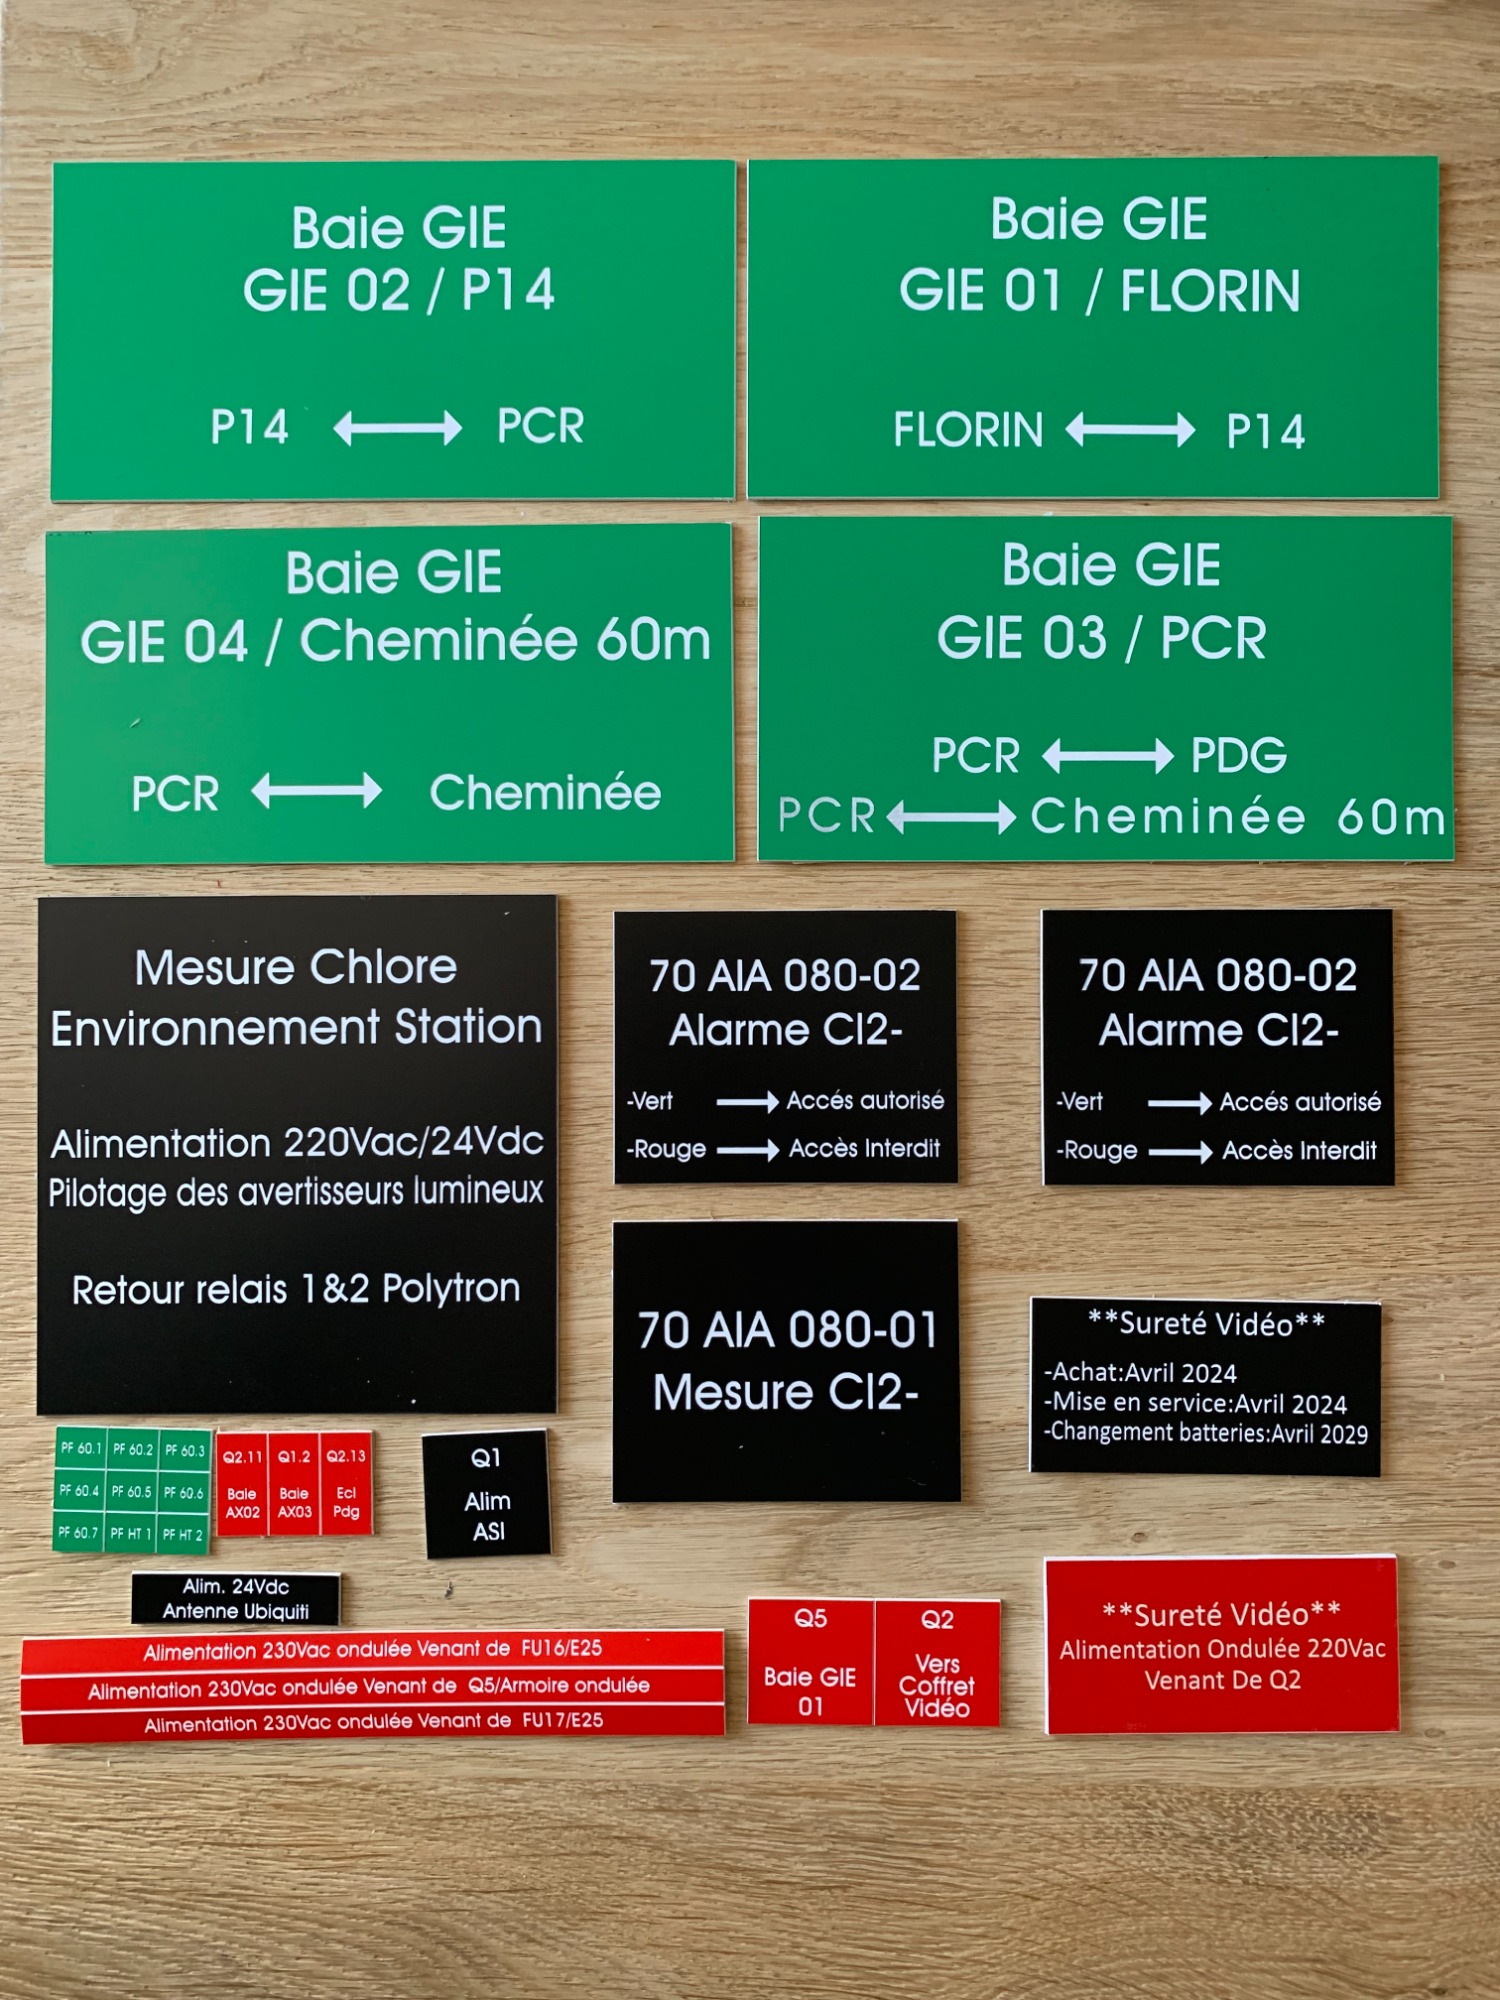 Baie GIE
GIE 02 / P14
P14 ⟷ PCR
Baie GIE
GIE 01 / FLORIN
FLORIN ⟷ P14
Baie GIE
GIE 04 / Cheminée 60m
PCR ⟷ Cheminée
Baie GIE
GIE 03 / PCR
PCR ⟷ PDG
PCR ⟷ Cheminée 60m
Mesure Chlore
Environnement Station
Alimentation 220Vac/24Vdc
Pilotage des avertisseurs lumineux
Retour relais 1&2 Polytron
70 AIA 080-02
Alarme Cl2-
-Vert ⟶ Accés autorisé
-Rouge ⟶ Accès Interdit
70 AIA 080-02
Alarme Cl2-
-Vert ⟶ Accés autorisé
-Rouge ⟶ Accès Interdit
70 AIA 080-01
Mesure Cl2-
**Sureté Vidéo**
-Achat:Avril 2024
-Mise en service:Avril 2024
-Changement batteries:Avril 2029
PF 60.1 PF 60.2 PF 60.3
PF 60.4 PF 60.5 PF 60.6
PF 60.7 PF HT 1 PF HT 2
Q2.11
Baie
AX02
Q1.2
Baie
AX03
Q2.13
Ecl
Pdg
Q1
Alim
ASI
Alim. 24Vdc
Antenne Ubiquiti
Alimentation 230Vac ondulée Venant de FU16/E25
Alimentation 230Vac ondulée Venant de Q5/Armoire ondulée
Alimentation 230Vac ondulée Venant de FU17/E25
Q5
Baie GIE
01
Q2
Vers
Coffret
Vidéo
**Sureté Vidéo**
Alimentation Ondulée 220Vac
Venant De Q2